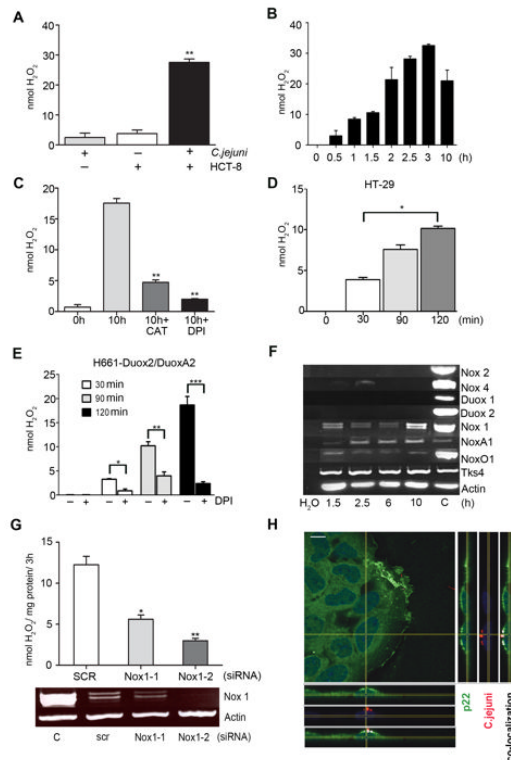 A
nmol H₂O₂
40
30
20
10
0
**
+ – + C.jejuni
– + + HCT-8
B
nmol H₂O₂
40
30
20
10
0
0 0.5 1 1.5 2 2.5 3 10 (h)
C
nmol H₂O₂
20
15
10
5
0
**
**
0h 10h 10h+ CAT 10h+ DPI
D
HT-29
nmol H₂O₂
15
10
5
0
*
0 30 90 120 (min)
E
H661-Duox2/DuoxA2
nmol H₂O₂
25
20
15
10
5
0
30 min
90 min
120 min
*
**
***
– + – + – + – + DPI
F
Nox 2
Nox 4
Duox 1
Duox 2
Nox 1
NoxA1
NoxO1
Tks4
Actin
H₂O 1.5 2.5 6 10 C (h)
G
nmol H₂O₂/ mg protein/ 3h
15
10
5
0
*
**
SCR Nox1-1 Nox1-2 (siRNA)
Nox 1
Actin
C scr Nox1-1 Nox1-2 (siRNA)
H
p22
C.jejuni
co-localization